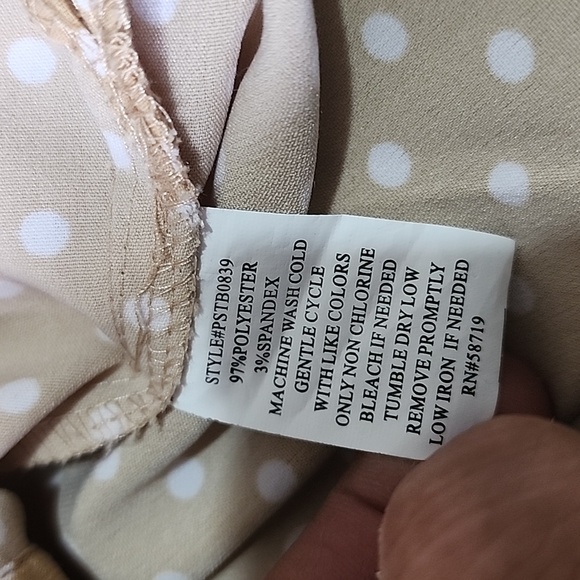 STYLE#PSTB0839
97%POLYESTER
3%SPANDEX
MACHINE WASH COLD
GENTLE CYCLE
WITH LIKE COLORS
ONLY NON CHLORINE
BLEACH IF NEEDED
TUMBLE DRY LOW
REMOVE PROMPTLY
LOW IRON IF NEEDED
RN#58719